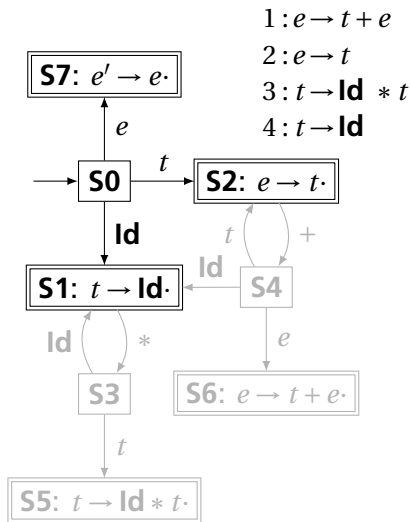 1: e → t + e
2: e → t
3: t → Id * t
4: t → Id
S7: e′ → e·
e
S0
t
S2: e → t·
Id
t
+
S1: t → Id·
Id
S4
Id
*
e
S3
S6: e → t + e·
t
S5: t → Id * t·